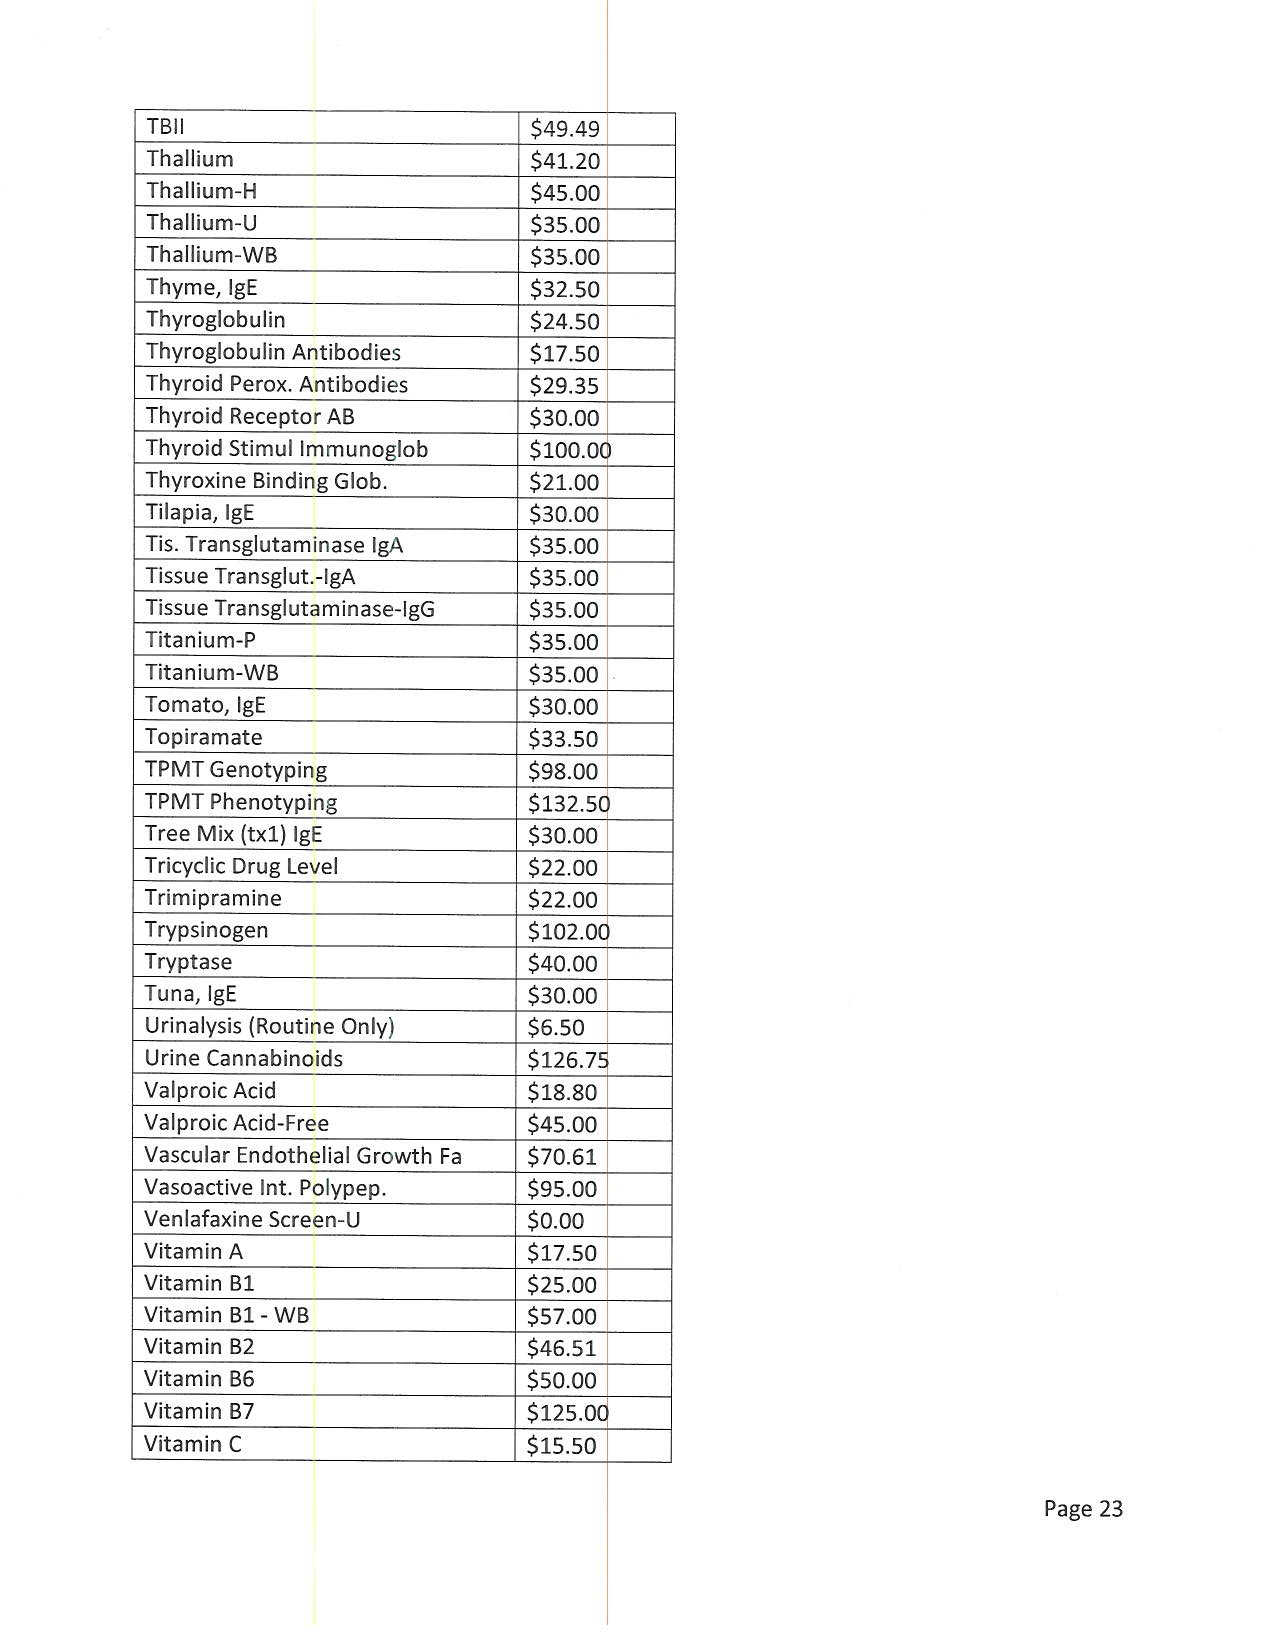 TBII $49.49
Thallium $41.20
Thallium-H $45.00
Thallium-U $35.00
Thallium-WB $35.00
Thyme, IgE $32.50
Thyroglobulin $24.50
Thyroglobulin Antibodies $17.50
Thyroid Perox. Antibodies $29.35
Thyroid Receptor AB $30.00
Thyroid Stimul Immunoglob $100.00
Thyroxine Binding Glob. $21.00
Tilapia, IgE $30.00
Tis. Transglutaminase IgA $35.00
Tissue Transglut.-IgA $35.00
Tissue Transglutaminase-IgG $35.00
Titanium-P $35.00
Titanium-WB $35.00
Tomato, IgE $30.00
Topiramate $33.50
TPMT Genotyping $98.00
TPMT Phenotyping $132.50
Tree Mix (tx1) IgE $30.00
Tricyclic Drug Level $22.00
Trimipramine $22.00
Trypsinogen $102.00
Tryptase $40.00
Tuna, IgE $30.00
Urinalysis (Routine Only) $6.50
Urine Cannabinoids $126.75
Valproic Acid $18.80
Valproic Acid-Free $45.00
Vascular Endothelial Growth Fa $70.61
Vasoactive Int. Polypep. $95.00
Venlafaxine Screen-U $0.00
Vitamin A $17.50
Vitamin B1 $25.00
Vitamin B1 - WB $57.00
Vitamin B2 $46.51
Vitamin B6 $50.00
Vitamin B7 $125.00
Vitamin C $15.50
Page 23